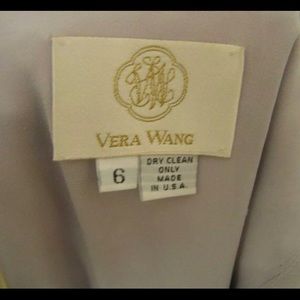 VERA WANG
6
DRY CLEAN
ONLY
MADE
IN U.S.A.